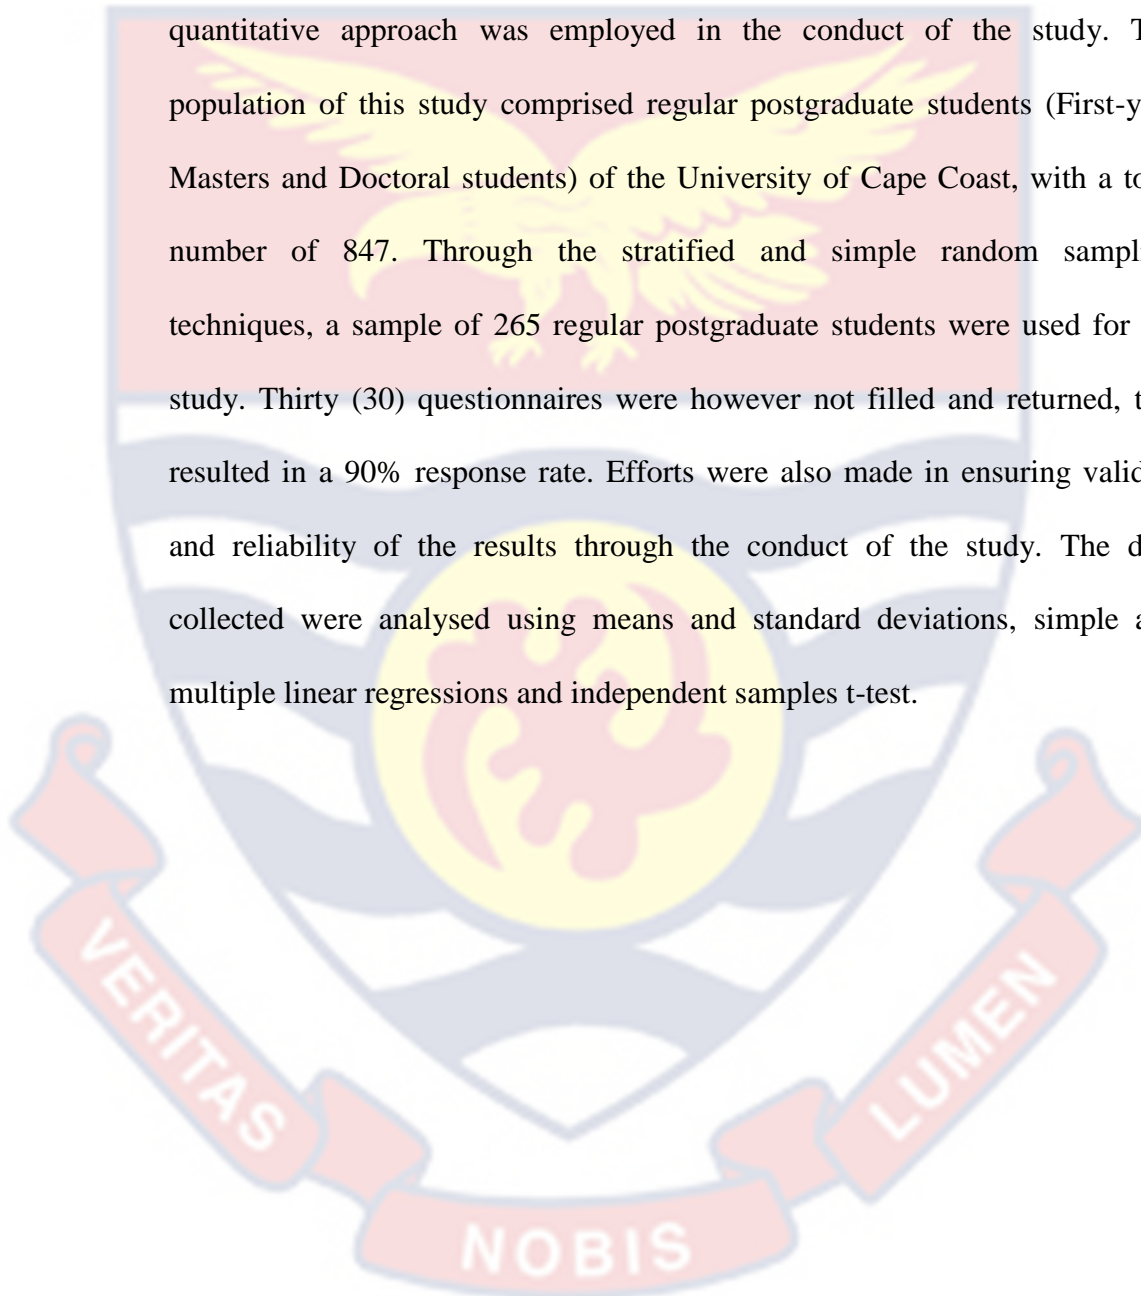 quantitative approach was employed in the conduct of the study. T
population of this study comprised regular postgraduate students (First-y
Masters and Doctoral students) of the University of Cape Coast, with a to
number of 847. Through the stratified and simple random sampli
techniques, a sample of 265 regular postgraduate students were used for
study. Thirty (30) questionnaires were however not filled and returned, t
resulted in a 90% response rate. Efforts were also made in ensuring valid
and reliability of the results through the conduct of the study. The d
collected were analysed using means and standard deviations, simple a
multiple linear regressions and independent samples t-test.
VERITAS
NOBIS
LUMEN